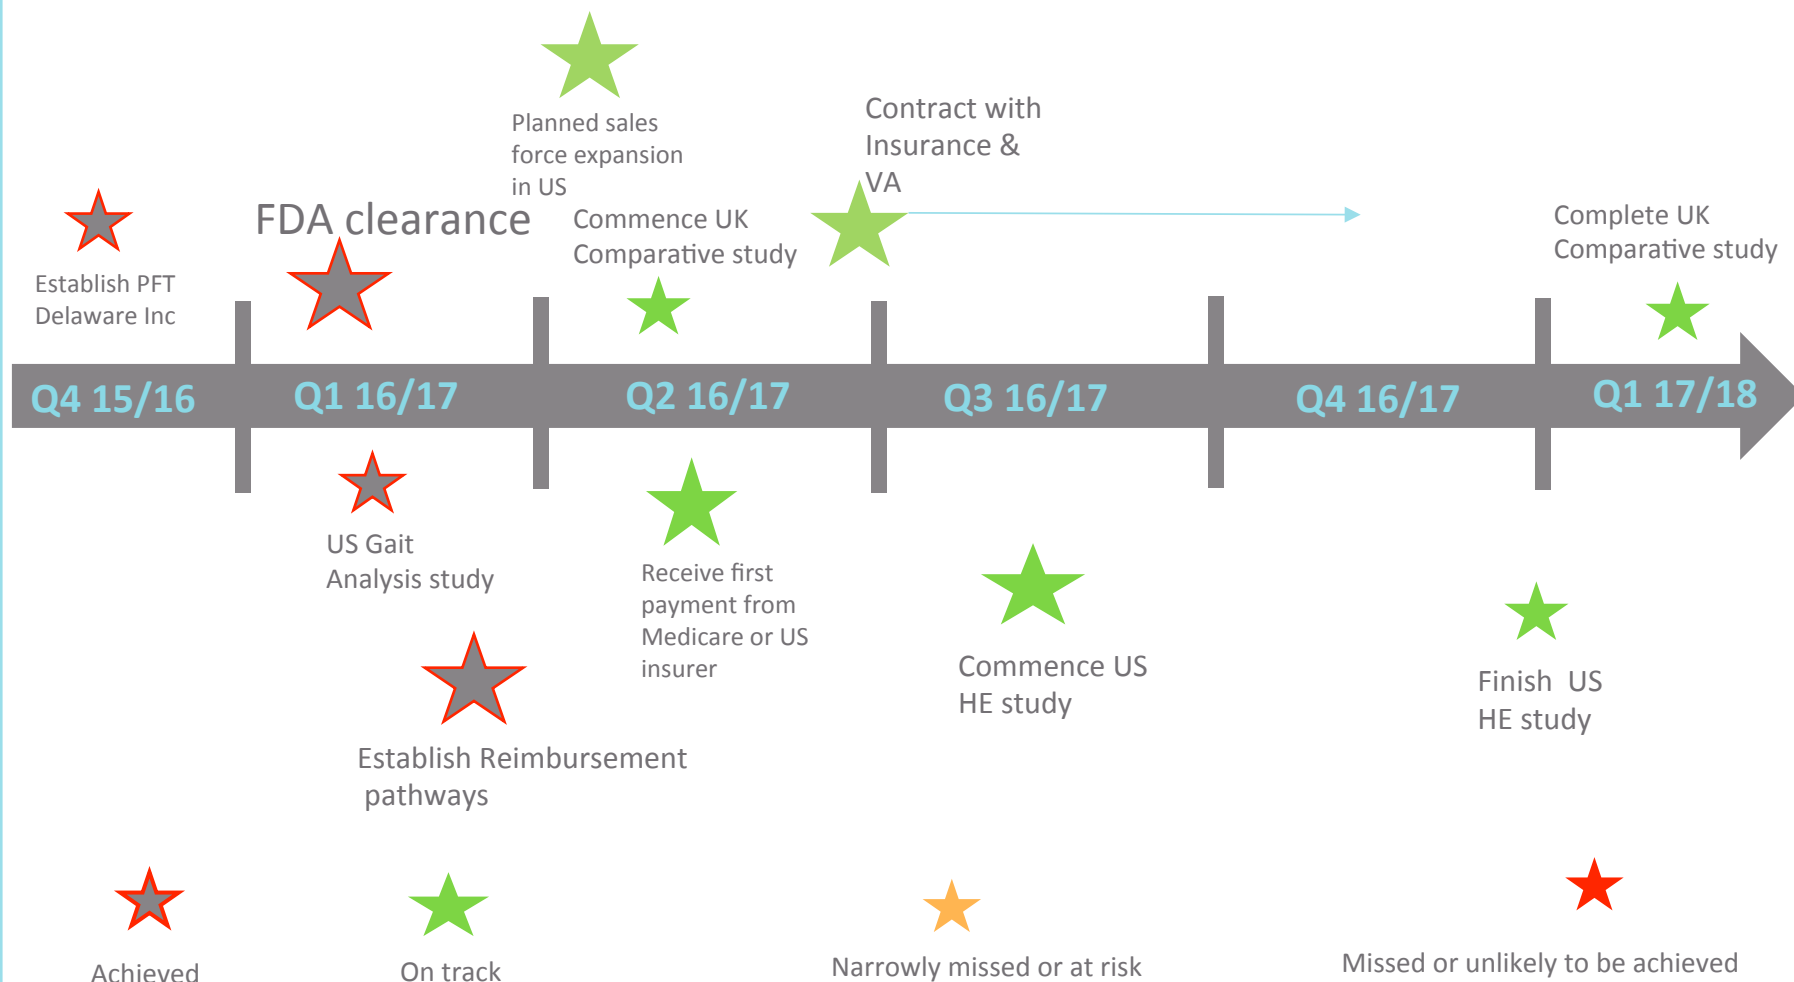 Planned sales
force expansion
in US
Contract with
Insurance &
VA
FDA clearance
Commence UK
Comparative study
Complete UK
Comparative study
Establish PFT
Delaware Inc
Q4 15/16
Q1 16/17
Q2 16/17
Q3 16/17
Q4 16/17
Q1 17/18
US Gait
Analysis study
Receive first
payment from
Medicare or US
insurer
Commence US
HE study
Finish US
HE study
Establish Reimbursement
pathways
Achieved
On track
Narrowly missed or at risk
Missed or unlikely to be achieved